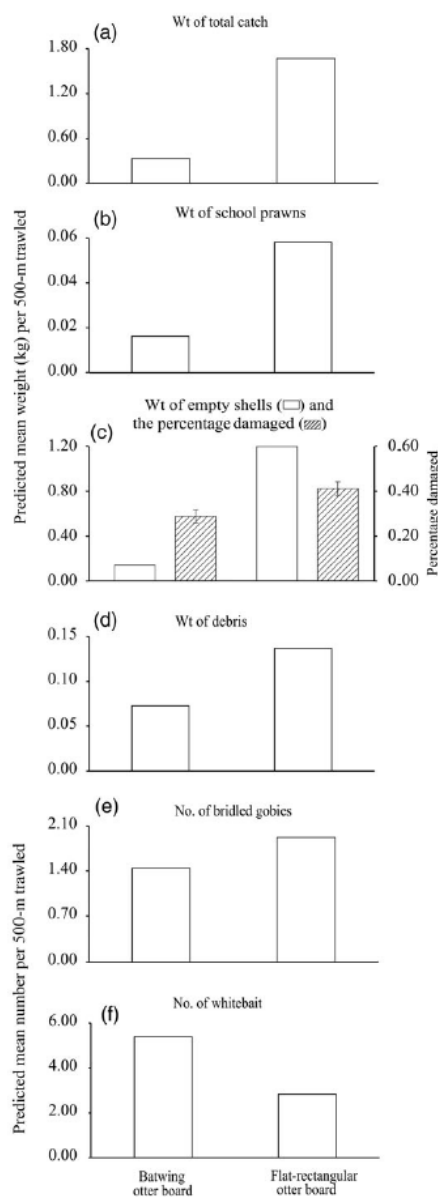 (a)
Wt of total catch
1.80
1.20
0.60
0.00
(b)
Wt of school prawns
0.06
0.04
0.02
0.00
Predicted mean weight (kg) per 500-m trawled
Wt of empty shells ( ) and
the percentage damaged ( )
(c)
1.20
0.80
0.40
0.00
0.60
0.40
0.20
0.00
Percentage damaged
(d)
Wt of debris
0.15
0.10
0.05
0.00
(e)
No. of bridled gobies
2.10
1.40
0.70
0.00
Predicted mean number per 500-m trawled
(f)
No. of whitebait
6.00
4.00
2.00
0.00
Batwing
otter board
Flat-rectangular
otter board